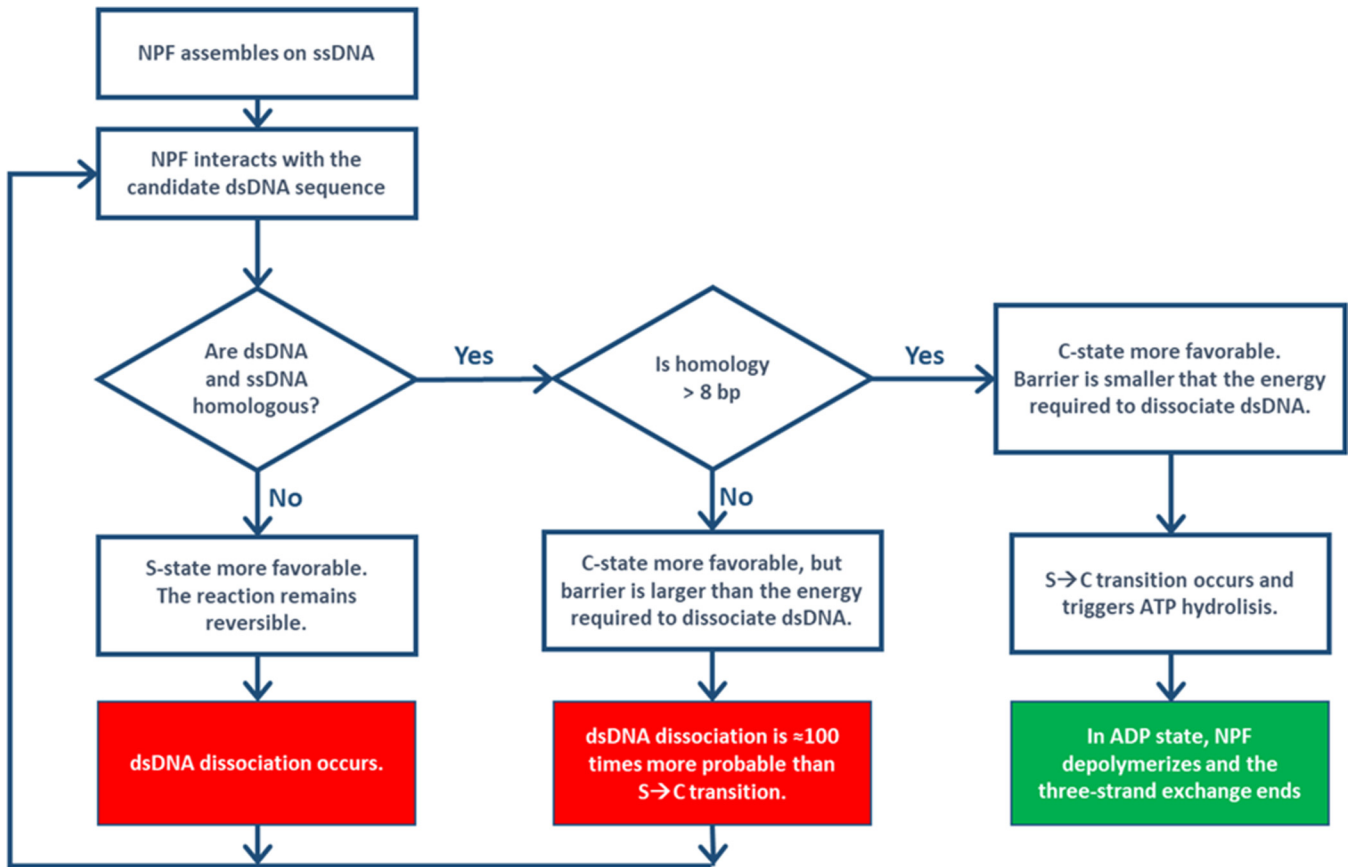 NPF assembles on ssDNA
NPF interacts with the
candidate dsDNA sequence
Are dsDNA
and ssDNA
homologous?
Yes
Is homology
> 8 bp
Yes
C-state more favorable.
Barrier is smaller that the energy
required to dissociate dsDNA.
No
No
S-state more favorable.
The reaction remains
reversible.
C-state more favorable, but
barrier is larger than the energy
required to dissociate dsDNA.
S→C transition occurs and
triggers ATP hydrolisis.
dsDNA dissociation occurs.
dsDNA dissociation is ≈100
times more probable than
S→C transition.
In ADP state, NPF
depolymerizes and the
three-strand exchange ends